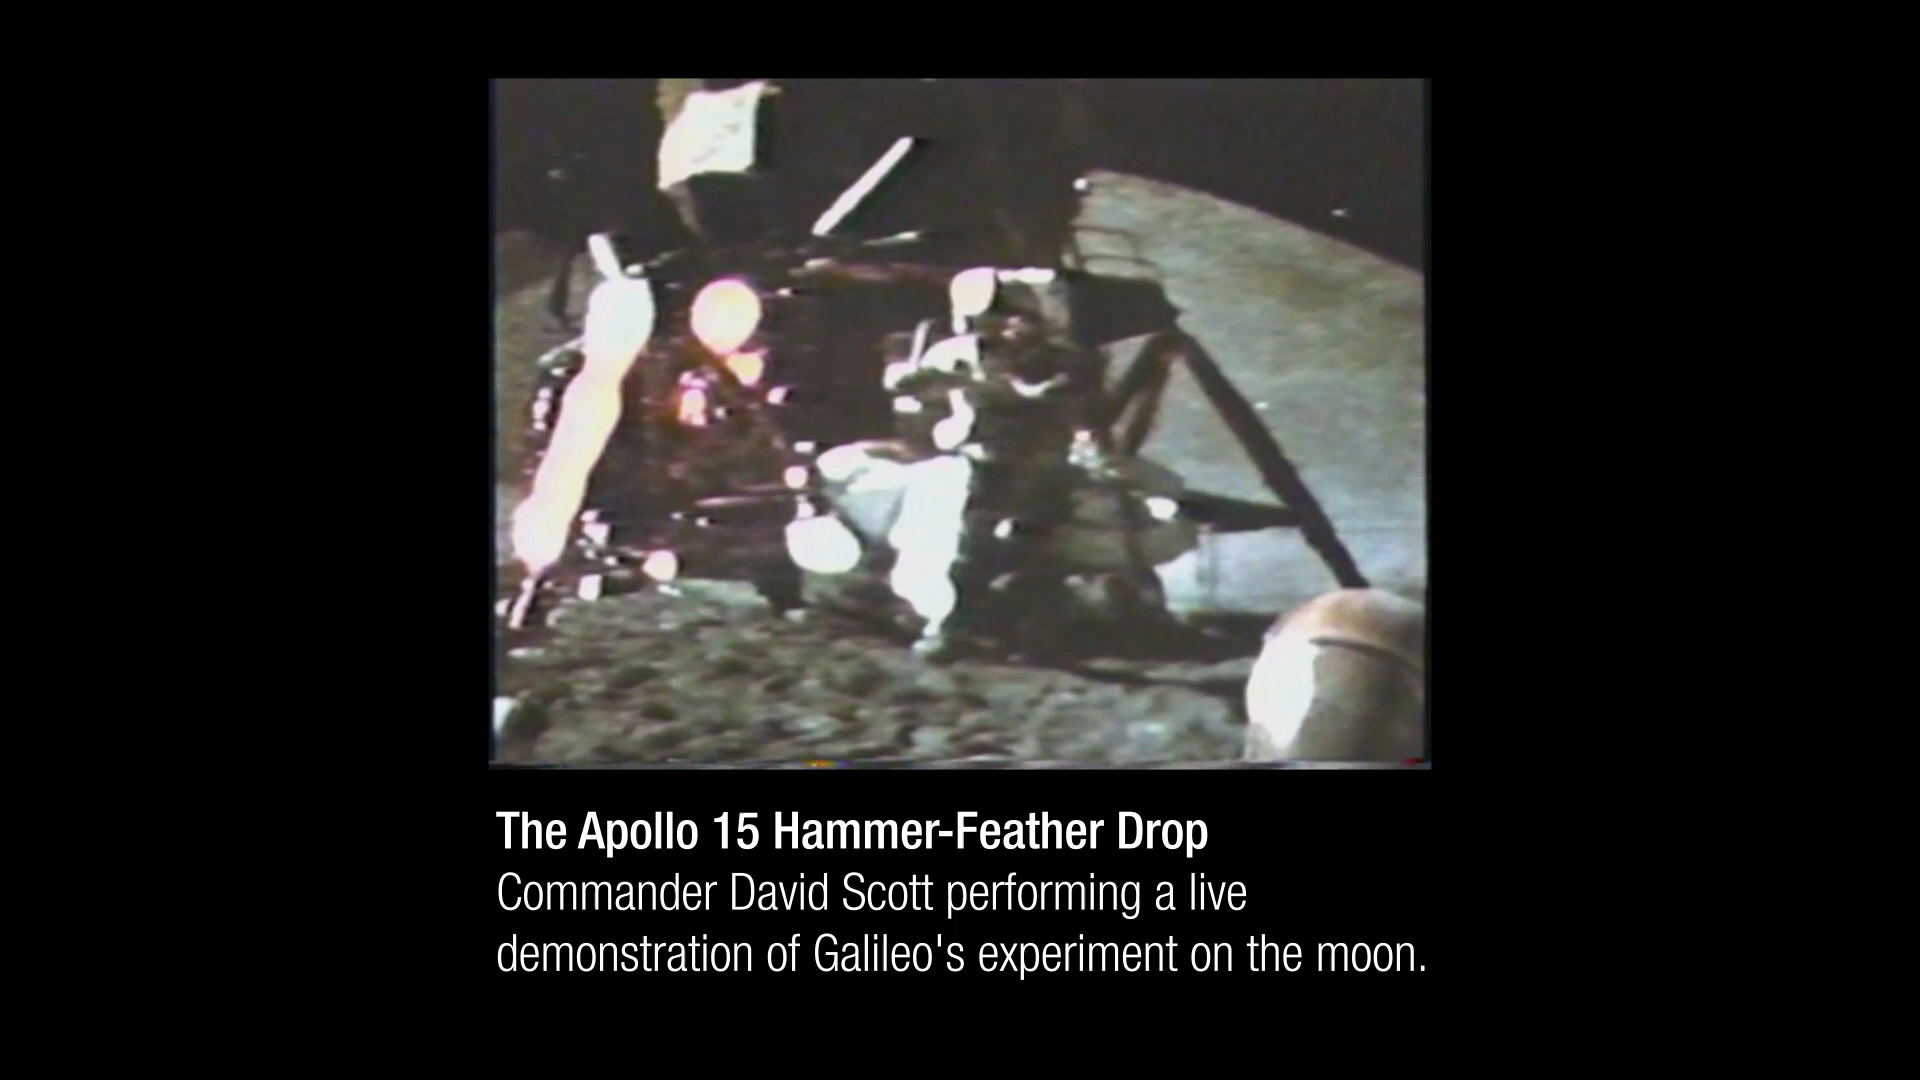 The Apollo 15 Hammer-Feather Drop
Commander David Scott performing a live
demonstration of Galileo's experiment on the moon.